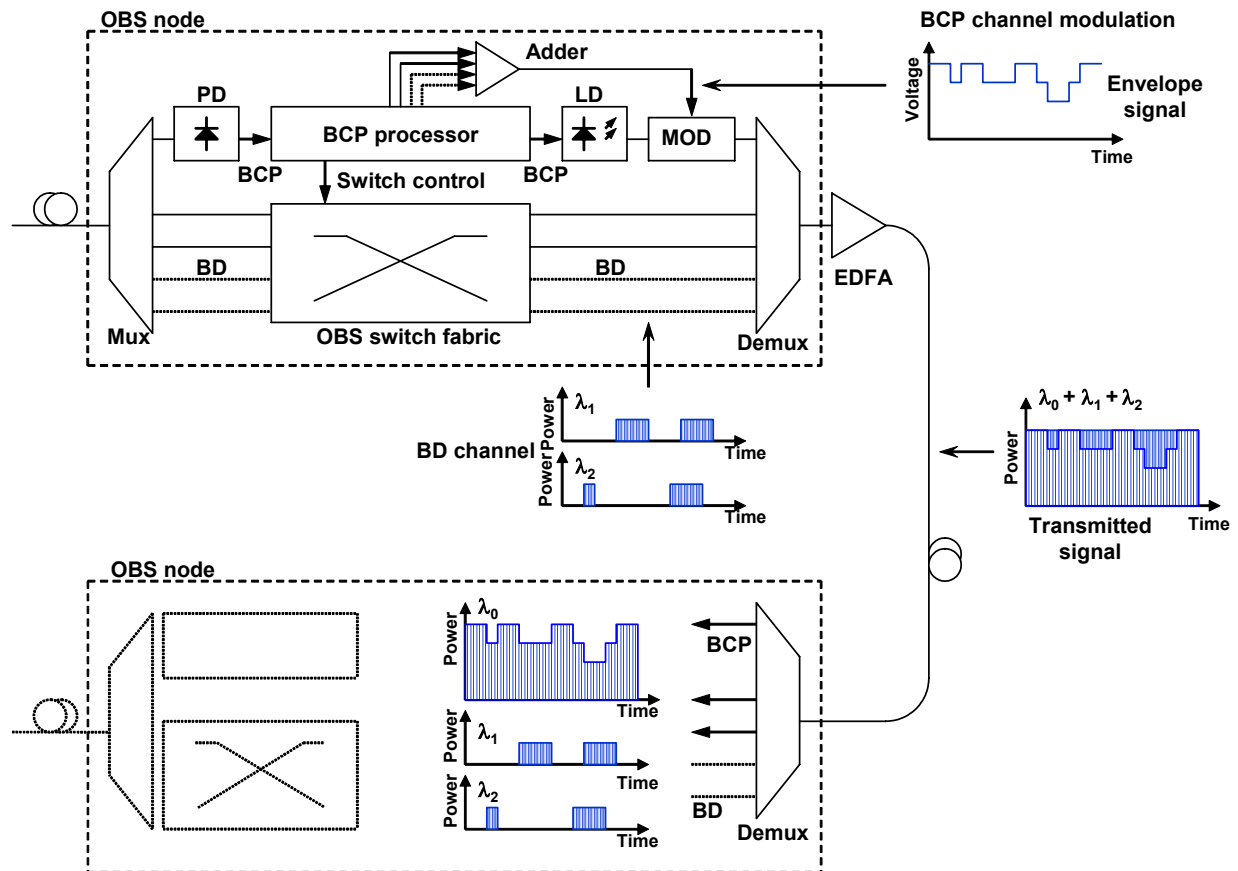 OBS node
BCP channel modulation
Adder
Voltage
Envelope
signal
Time
PD
LD
BCP processor
MOD
BCP
BCP
Switch control
BD
BD
EDFA
Mux
OBS switch fabric
Demux
Power
λ1
Time
BD channel
Power
λ2
Time
λ0 + λ1 + λ2
Power
Time
Transmitted
signal
OBS node
λ0
Power
Time
BCP
λ1
Power
Time
λ2
Power
Time
BD
Demux